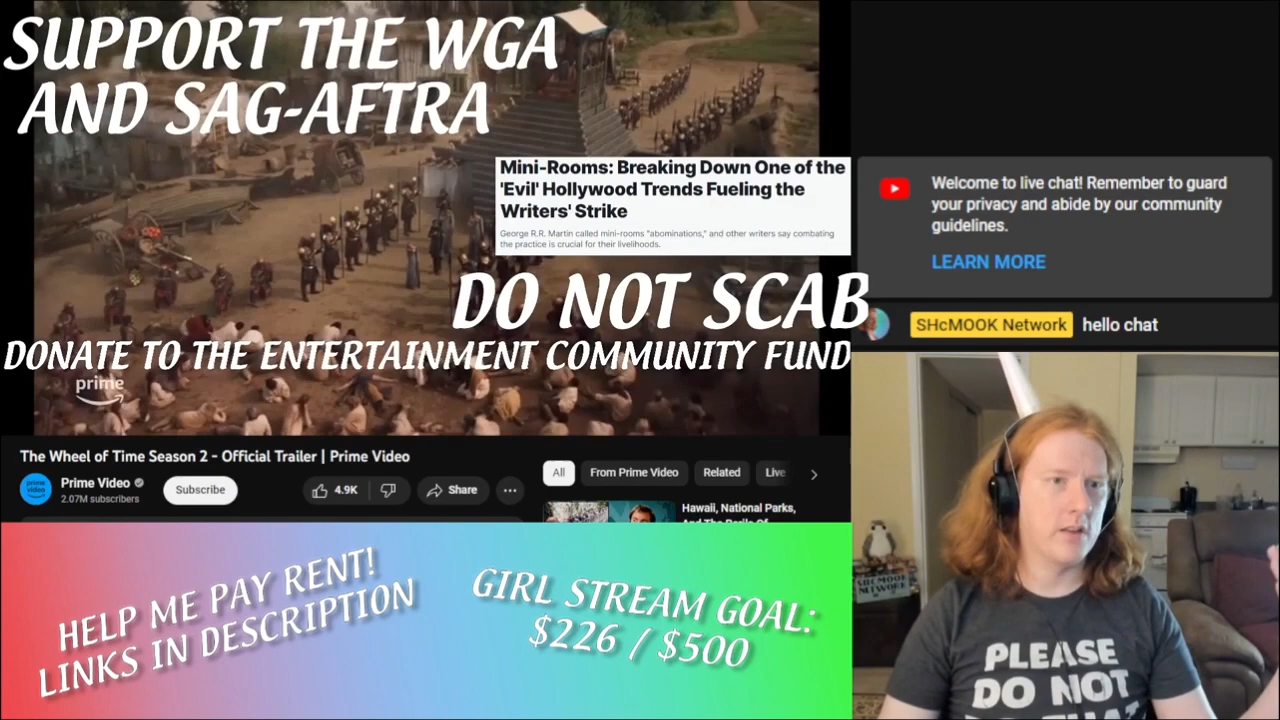 SUPPORT THE WGA
AND SAG-AFTRA
Mini-Rooms: Breaking Down One of the
'Evil' Hollywood Trends Fueling the
Writers' Strike
George R.R. Martin called mini-rooms "abominations," and other writers say combating
the practice is crucial for their livelihoods.
DO NOT SCAB
DONATE TO THE ENTERTAINMENT COMMUNITY FUND
prime
The Wheel of Time Season 2 - Official Trailer | Prime Video
prime
video
Prime Video
2.07M subscribers
Subscribe
4.9K
Share
All
From Prime Video
Related
Live
Hawaii, National Parks,
HELP ME PAY RENT!
LINKS IN DESCRIPTION
GIRL STREAM GOAL:
$226 / $500
Welcome to live chat! Remember to guard
your privacy and abide by our community
guidelines.
LEARN MORE
SHcMOOK Network hello chat
SHCMOOK
NETWORK
PLEASE
DO NOT